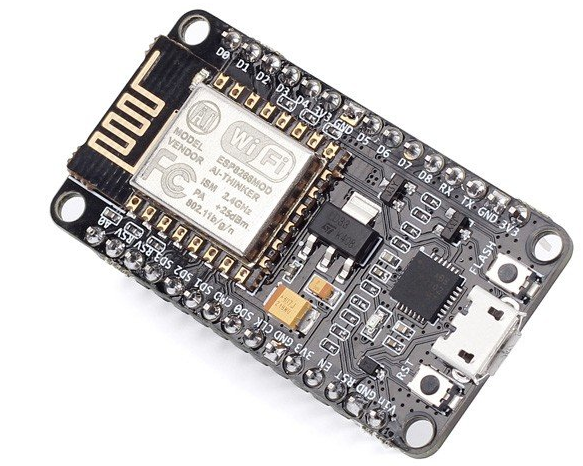 D0
D1
D2
D3
D4
3V3
GND
D5
D6
D7
D8
RX
TX
GND
3V3
Ai
WiFi
MODEL
VENDOR
ESP8266MOD
AI-THINKER
FC
ISM 2.4GHz
PA +25dBm
802.11b/g/n
A0
RSV
RSV
SD3
SD2
SD1
CMD
SD0
CLK
GND
3V3
EN
RST
GND
Vin
FLASH
RST